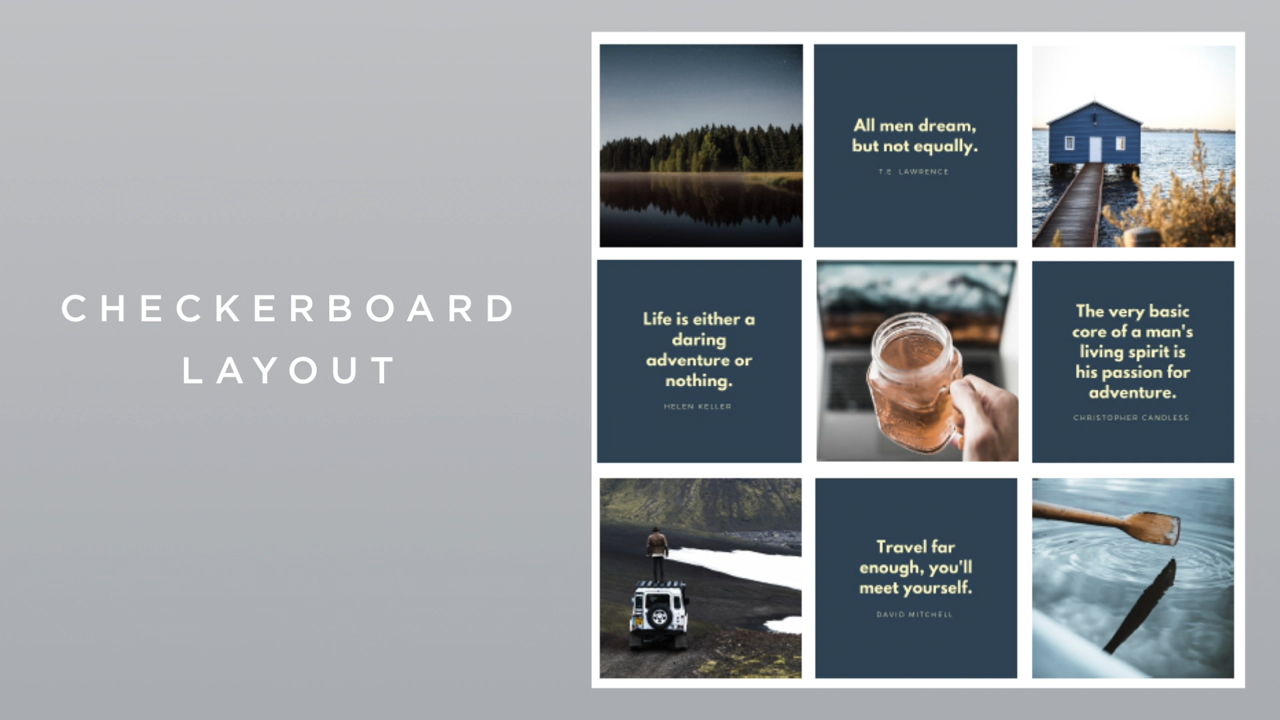 CHECKERBOARD
LAYOUT
All men dream,
but not equally.
T.E. LAWRENCE
Life is either a
daring
adventure or
nothing.
HELEN KELLER
The very basic
core of a man's
living spirit is
his passion for
adventure.
CHRISTOPHER CANDLESS
Travel far
enough, you'll
meet yourself.
DAVID MITCHELL